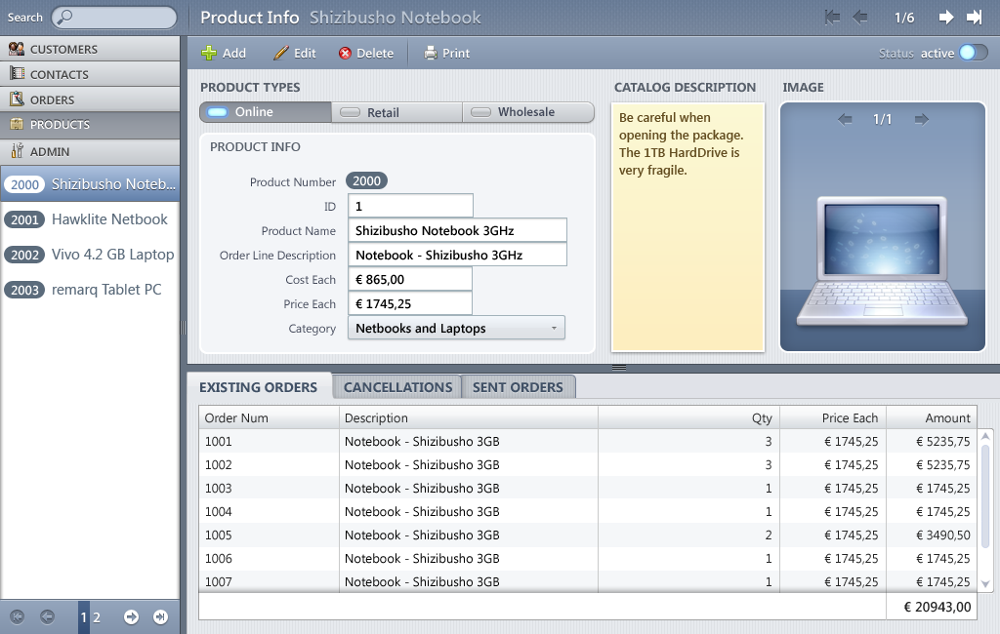 Search
Product Info Shizibusho Notebook
1/6
CUSTOMERS
CONTACTS
ORDERS
PRODUCTS
ADMIN
2000 Shizibusho Noteb...
2001 Hawklite Netbook
2002 Vivo 4.2 GB Laptop
2003 remarq Tablet PC
1 2
Add Edit Delete Print
Status active
PRODUCT TYPES
Online Retail Wholesale
PRODUCT INFO
Product Number 2000
ID 1
Product Name Shizibusho Notebook 3GHz
Order Line Description Notebook - Shizibusho 3GHz
Cost Each € 865,00
Price Each € 1745,25
Category Netbooks and Laptops
CATALOG DESCRIPTION
Be careful when
opening the package.
The 1TB HardDrive is
very fragile.
IMAGE
1/1
EXISTING ORDERS CANCELLATIONS SENT ORDERS
Order Num Description Qty Price Each Amount
1001 Notebook - Shizibusho 3GB 3 € 1745,25 € 5235,75
1002 Notebook - Shizibusho 3GB 3 € 1745,25 € 5235,75
1003 Notebook - Shizibusho 3GB 1 € 1745,25 € 1745,25
1004 Notebook - Shizibusho 3GB 1 € 1745,25 € 1745,25
1005 Notebook - Shizibusho 3GB 2 € 1745,25 € 3490,50
1006 Notebook - Shizibusho 3GB 1 € 1745,25 € 1745,25
1007 Notebook - Shizibusho 3GB 1 € 1745,25 € 1745,25
€ 20943,00